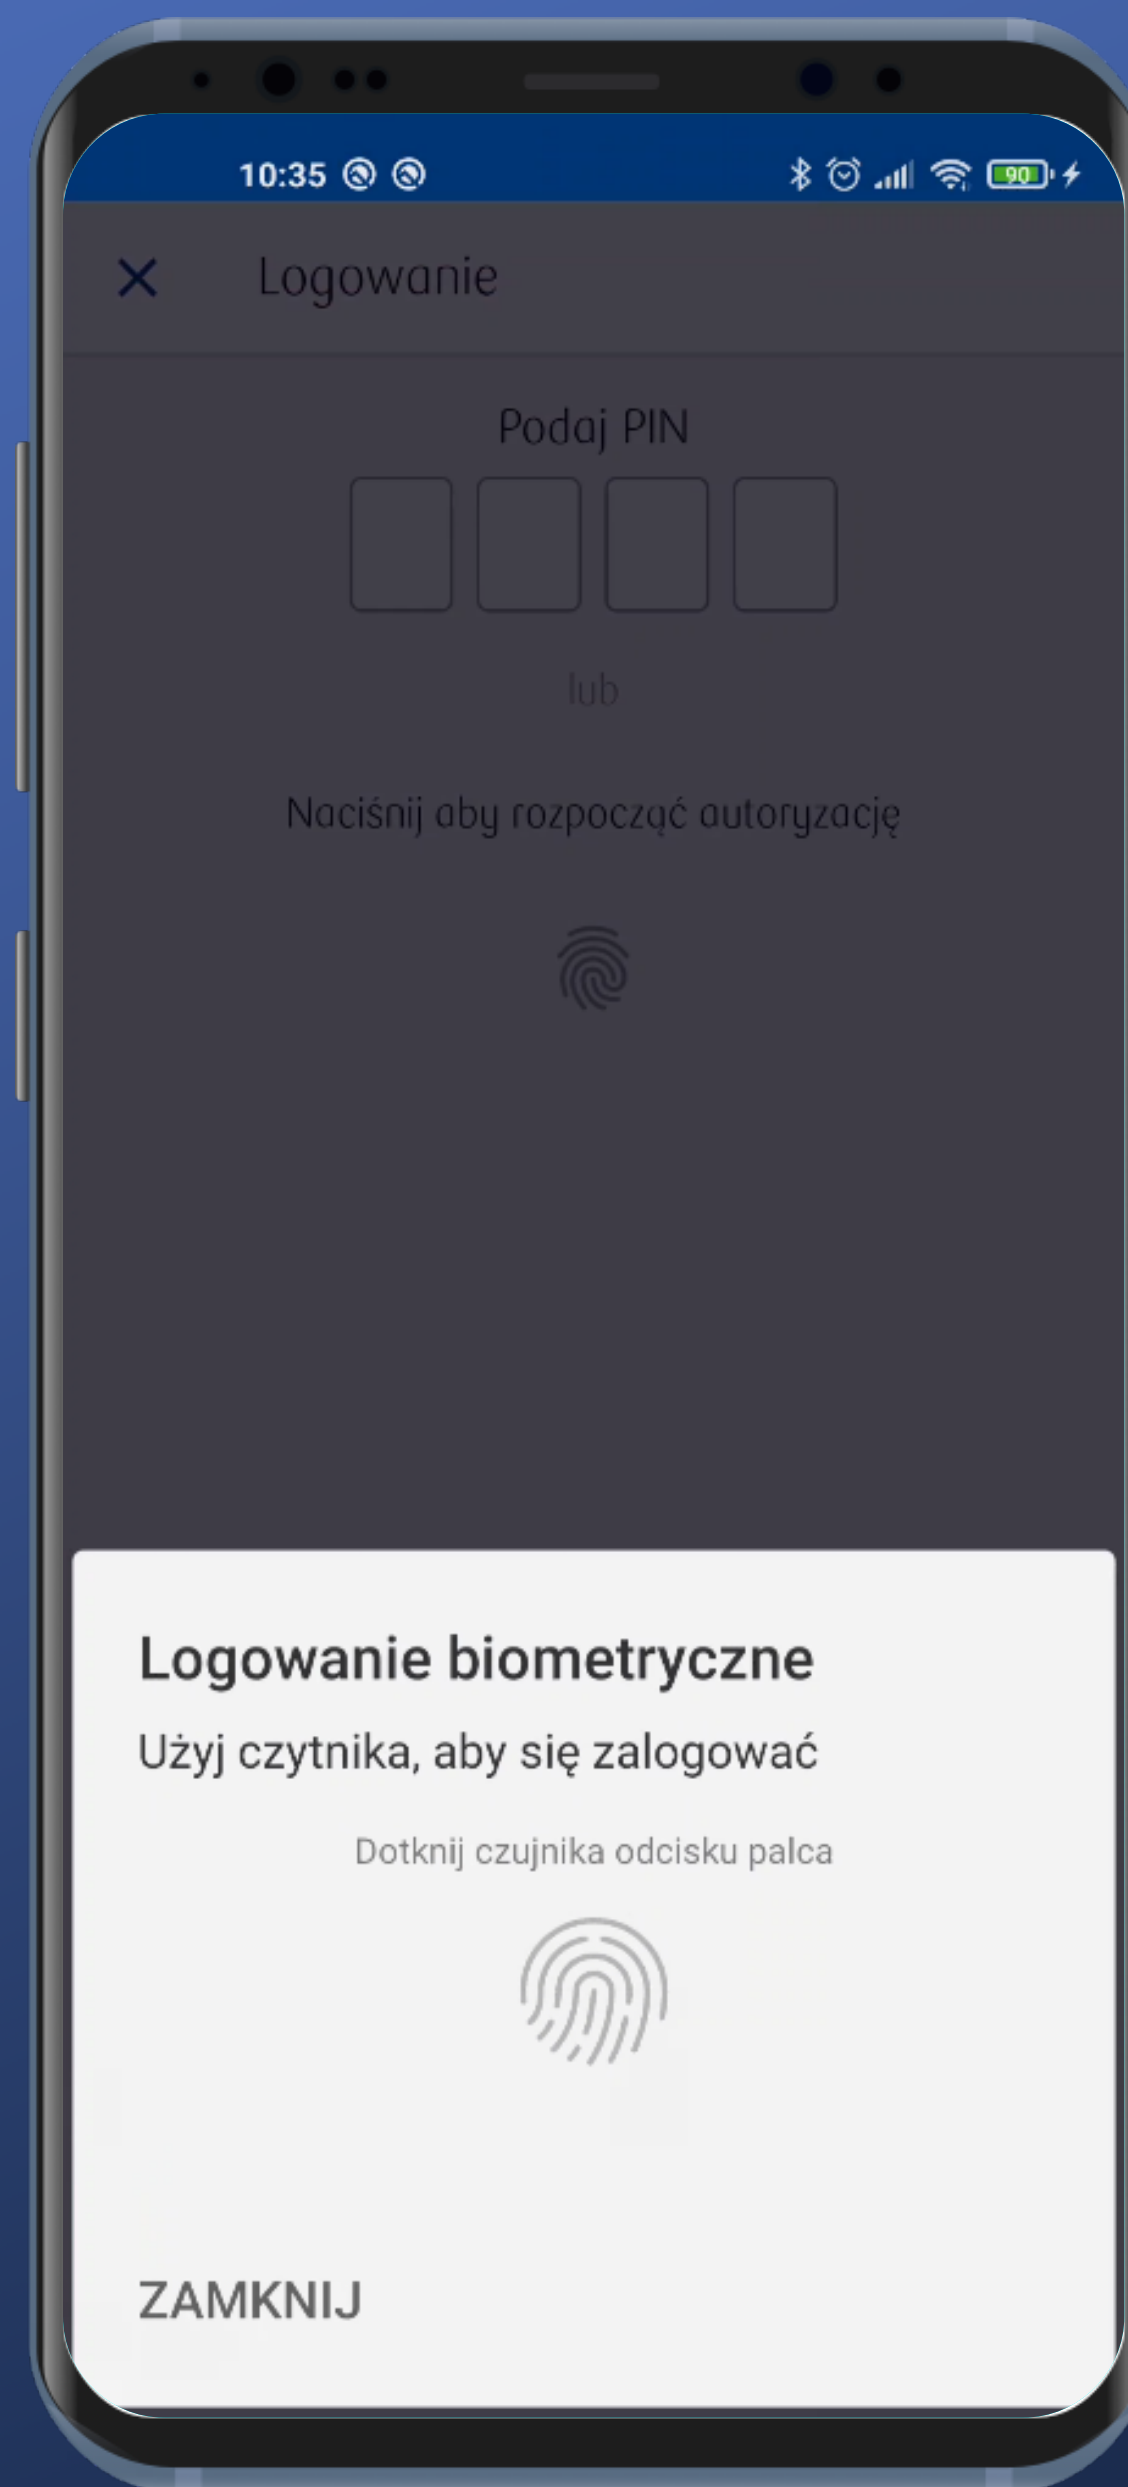 10:35
90
Logowanie
Podaj PIN
lub
Naciśnij aby rozpocząć autoryzację
Logowanie biometryczne
Użyj czytnika, aby się zalogować
Dotknij czujnika odcisku palca
ZAMKNIJ